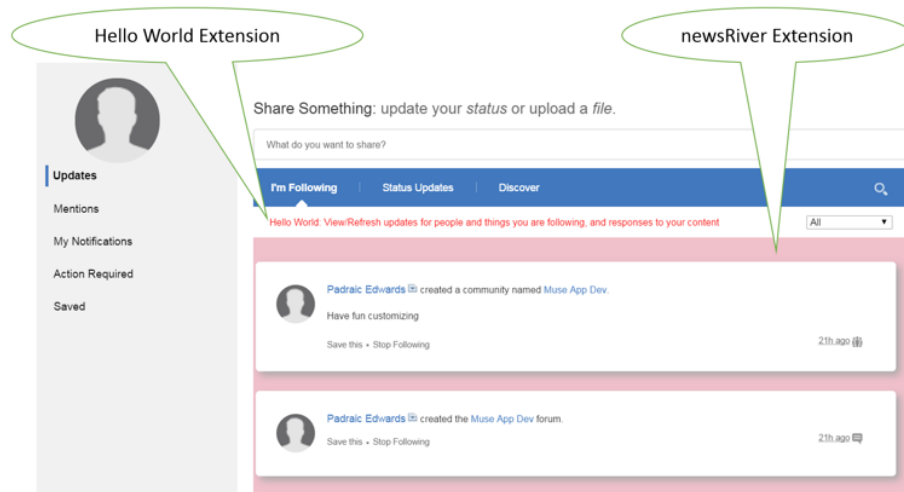 Hello World Extension
newsRiver Extension
Share Something: update your status or upload a file.
What do you want to share?
Updates
Mentions
My Notifications
Action Required
Saved
I'm Following
Status Updates
Discover
Hello World: View/Refresh updates for people and things you are following, and responses to your content
All
Padraic Edwards created a community named Muse App Dev.
Have fun customizing
Save this • Stop Following
21h ago
Padraic Edwards created the Muse App Dev forum.
Save this • Stop Following
21h ago